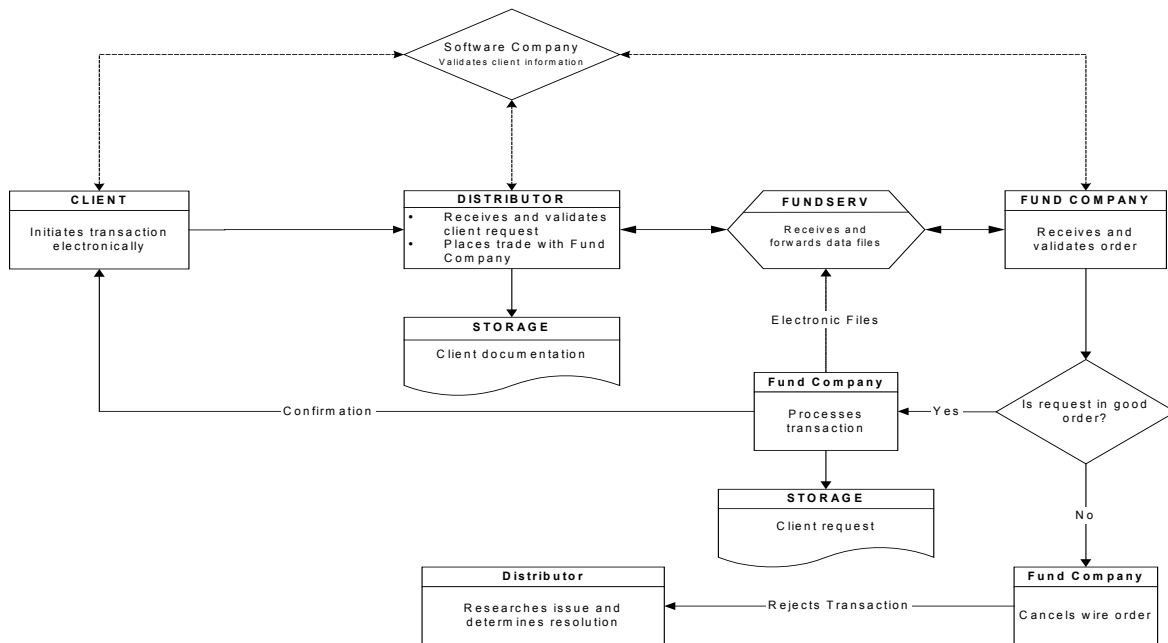 Software Company
Validates client information
CLIENT
Initiates transaction
electronically
DISTRIBUTOR
• Receives and validates
client request
• Places trade with Fund
Company
FUNDSERV
Receives and
forwards data files
FUND COMPANY
Receives and
validates order
STORAGE
Client documentation
Electronic Files
Fund Company
Processes
transaction
Confirmation
Yes
Is request in good
order?
STORAGE
Client request
No
Distributor
Researches issue and
determines resolution
Rejects Transaction
Fund Company
Cancels wire order